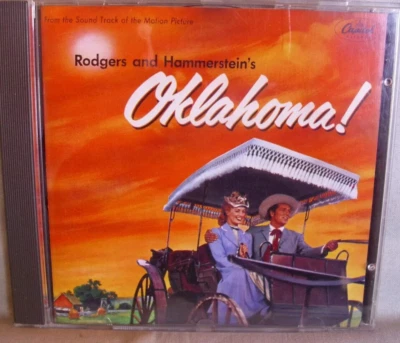 From the Sound Track of the Motion Picture
Capitol
Rodgers and Hammerstein's
Oklahoma!